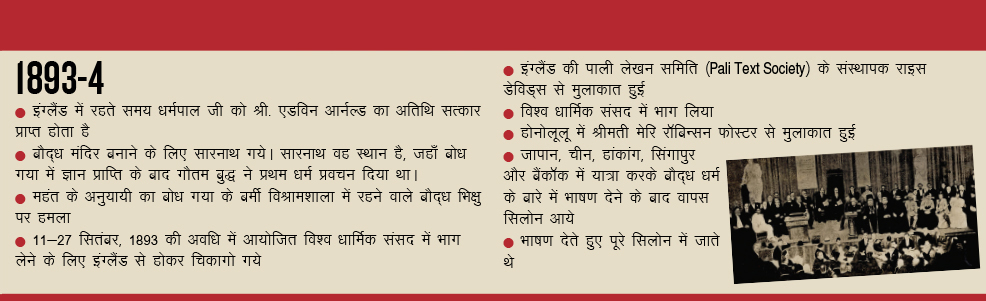 1893-4
● इंग्लैंड में रहते समय धर्मपाल जी को श्री. एडविन आर्नल्ड का अतिथि सत्कार
प्राप्त होता है
● बौद्ध मंदिर बनाने के लिए सारनाथ गये। सारनाथ वह स्थान है, जहाँ बोध
गया में ज्ञान प्राप्ति के बाद गौतम बुद्ध ने प्रथम धर्म प्रवचन दिया था।
● महंत के अनुयायी का बोध गया के बर्मी विश्रामशाला में रहने वाले बौद्ध भिक्षु
पर हमला
● 11–27 सितंबर, 1893 की अवधि में आयोजित विश्व धार्मिक संसद में भाग
लेने के लिए इंग्लैंड से होकर चिकागो गये
● इंग्लैंड की पाली लेखन समिति (Pali Text Society) के संस्थापक राइस
डेविड्स से मुलाकात हुई
● विश्व धार्मिक संसद में भाग लिया
● होनोलूलू में श्रीमती मेरि रॉबिन्सन फोस्टर से मुलाकात हुई
● जापान, चीन, हांकांग, सिंगापुर
और बैंकॉक में यात्रा करके बौद्ध धर्म
के बारे में भाषण देने के बाद वापस
सिलोन आये
● भाषण देते हुए पूरे सिलोन में जाते
थे